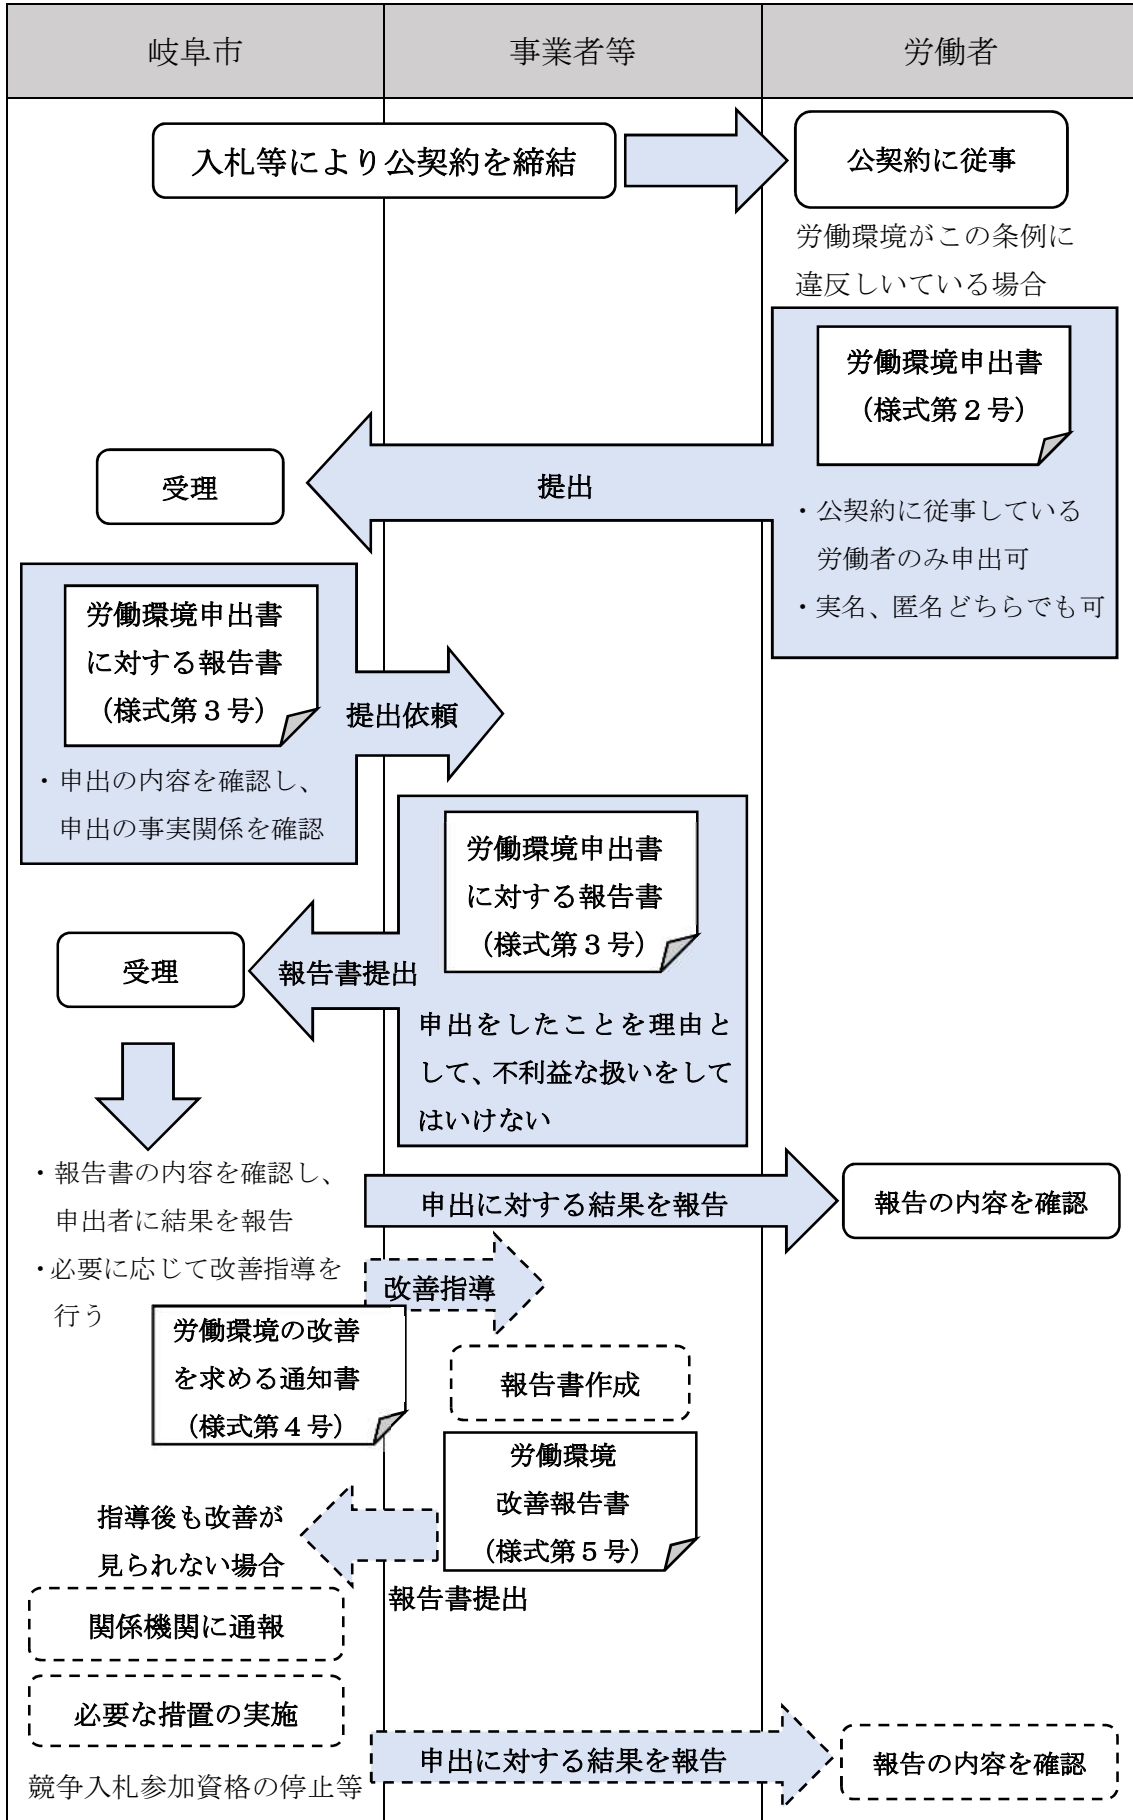 岐阜市
事業者等
労働者
入札等により公契約を締結
公契約に従事
労働環境がこの条例に
違反しいている場合
労働環境申出書
（様式第２号）
提出
受理
・公契約に従事している
労働者のみ申出可
・実名、匿名どちらでも可
労働環境申出書
に対する報告書
（様式第３号）
提出依頼
・申出の内容を確認し、
申出の事実関係を確認
労働環境申出書
に対する報告書
（様式第３号）
報告書提出
受理
申出をしたことを理由と
して、不利益な扱いをして
はいけない
・報告書の内容を確認し、
申出者に結果を報告
・必要に応じて改善指導を
行う
申出に対する結果を報告
報告の内容を確認
改善指導
労働環境の改善
を求める通知書
（様式第４号）
報告書作成
労働環境
改善報告書
（様式第５号）
報告書提出
指導後も改善が
見られない場合
関係機関に通報
必要な措置の実施
競争入札参加資格の停止等
申出に対する結果を報告
報告の内容を確認